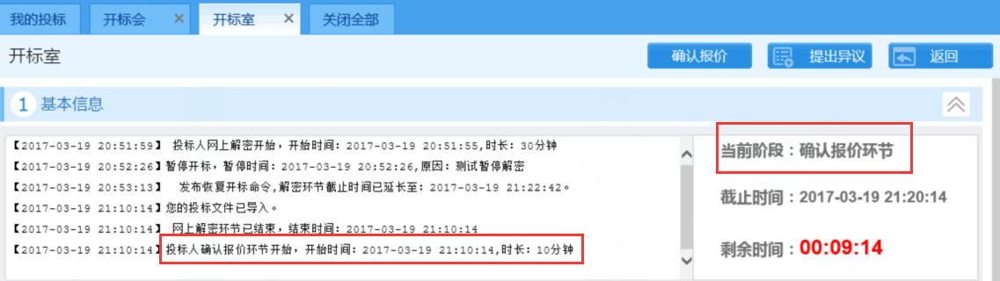 我的投标 开标会 × 开标室 × 关闭全部
开标室 确认报价 提出异议 返回
1 基本信息
【2017-03-19 20:51:59】 投标人网上解密开始，开始时间：2017-03-19 20:51:55,时长：30分钟
【2017-03-19 20:52:26】暂停开标，暂停时间：2017-03-19 20:52:26,原因：测试暂停解密
【2017-03-19 20:53:13】 发布恢复开标命令,解密环节截止时间已延长至：2017-03-19 21:22:42。
【2017-03-19 21:10:14】您的投标文件已导入。
【2017-03-19 21:10:14】 网上解密环节已结束，结束时间：2017-03-19 21:10:14
【2017-03-19 21:10:14】投标人确认报价环节开始，开始时间：2017-03-19 21:10:14,时长：10分钟
当前阶段：确认报价环节
截止时间：2017-03-19 21:20:14
剩余时间：00:09:14